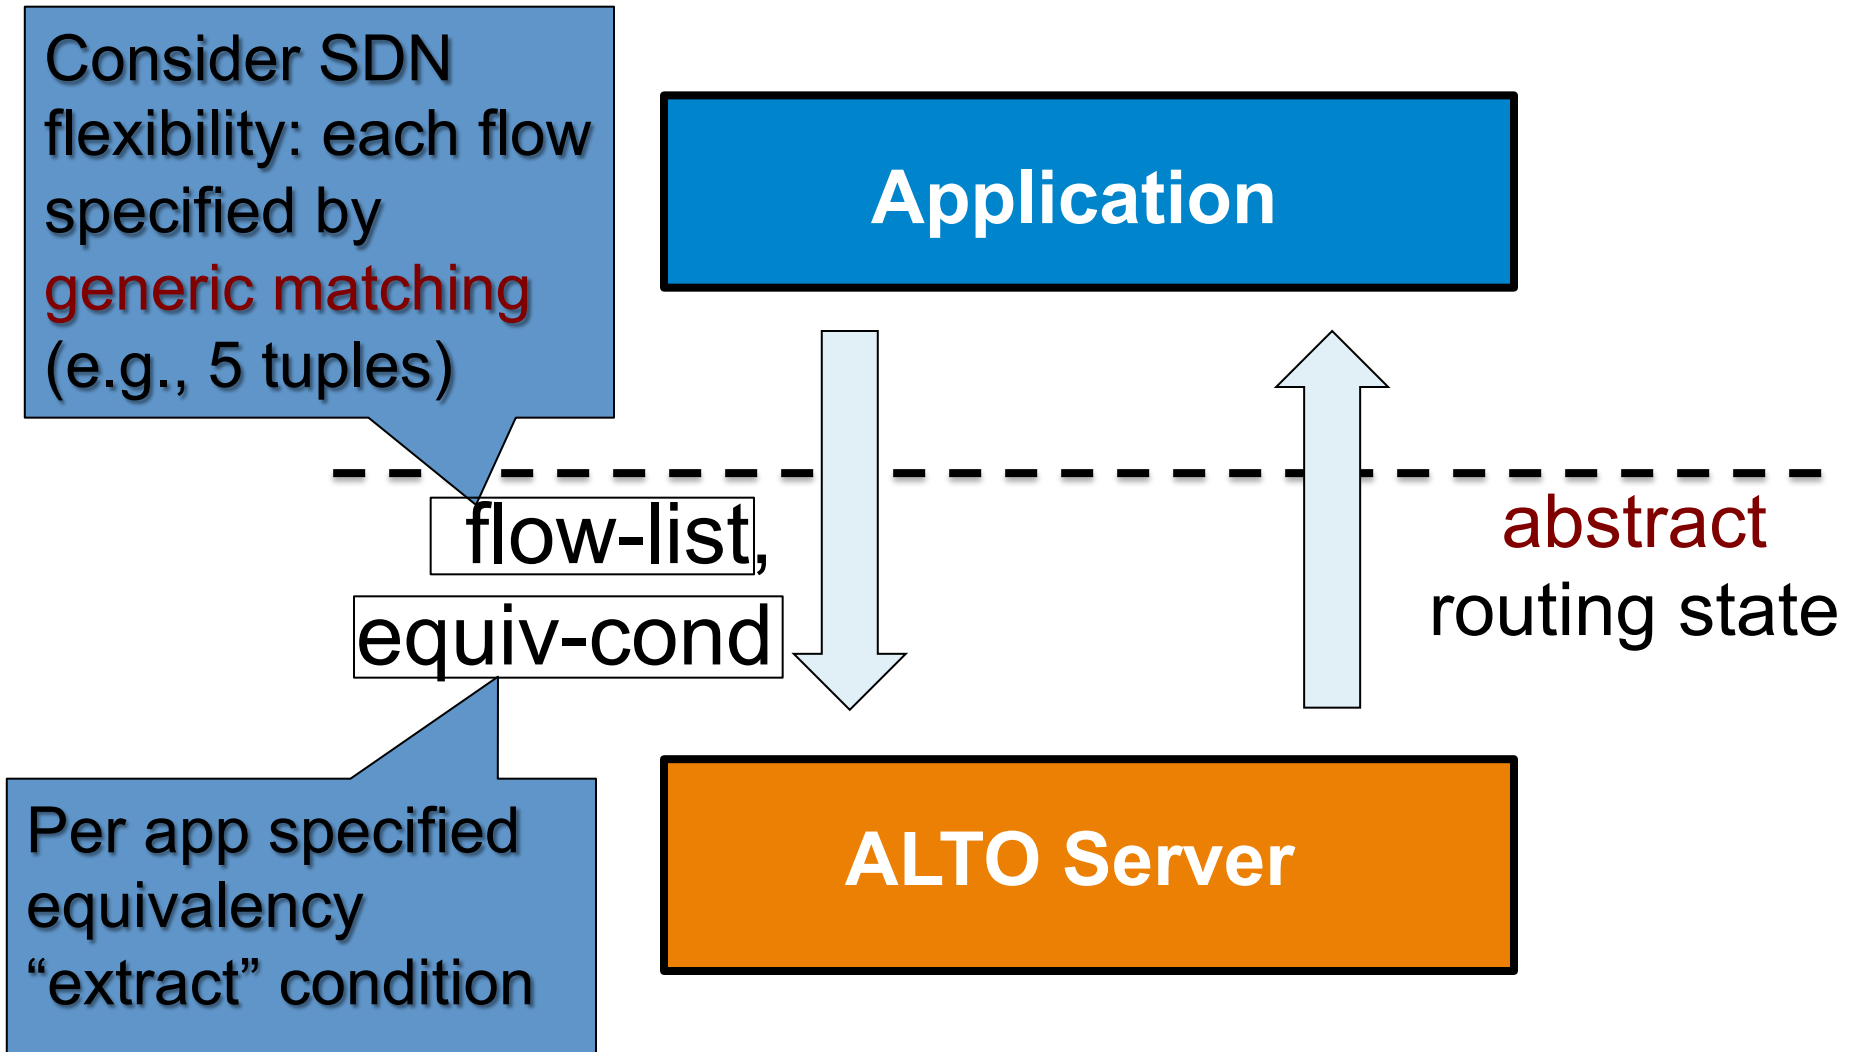 Consider SDN
flexibility: each flow
specified by
generic matching
(e.g., 5 tuples)
Application
flow-list,
equiv-cond
abstract
routing state
Per app specified
equivalency
“extract” condition
ALTO Server